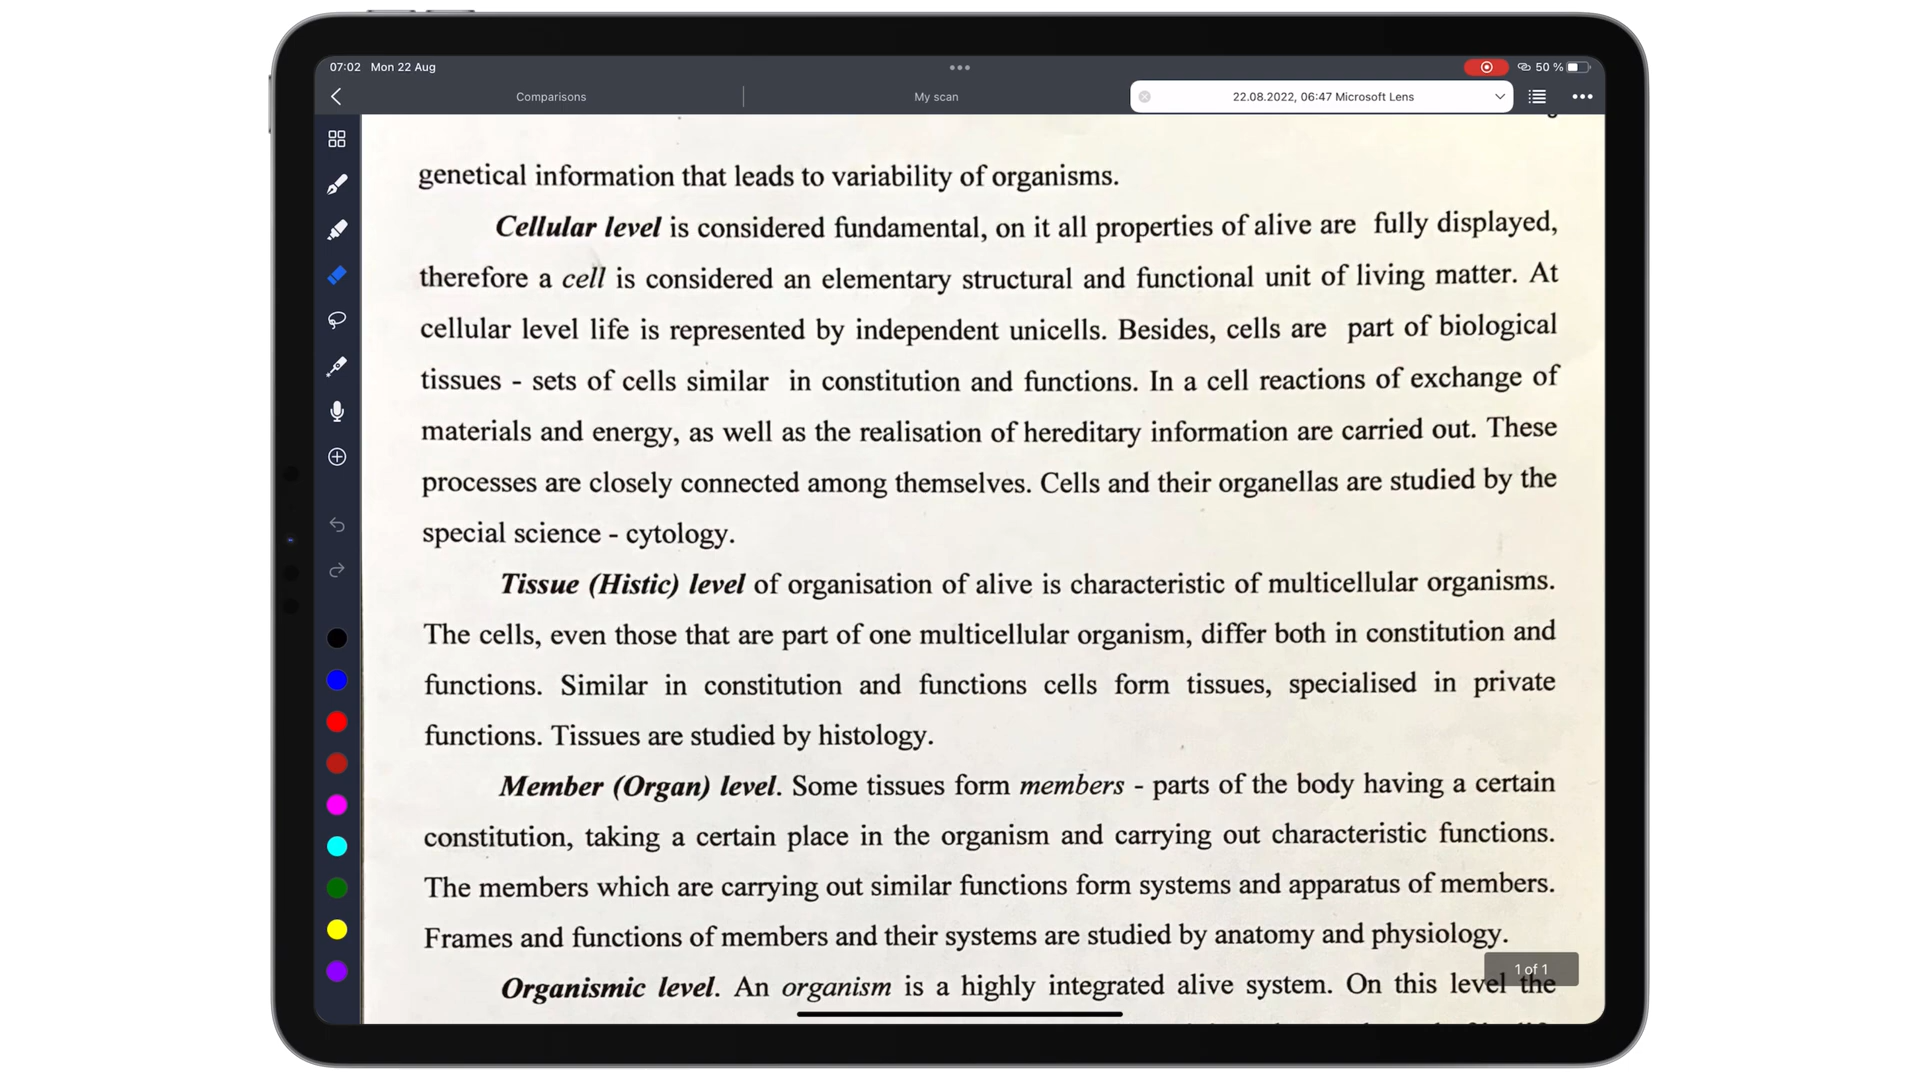 07:02 Mon 22 Aug
50 %
Comparisons
My scan
22.08.2022, 06:47 Microsoft Lens
genetical information that leads to variability of organisms.
Cellular level is considered fundamental, on it all properties of alive are fully displayed,
therefore a cell is considered an elementary structural and functional unit of living matter. At
cellular level life is represented by independent unicells. Besides, cells are part of biological
tissues - sets of cells similar in constitution and functions. In a cell reactions of exchange of
materials and energy, as well as the realisation of hereditary information are carried out. These
processes are closely connected among themselves. Cells and their organellas are studied by the
special science - cytology.
Tissue (Histic) level of organisation of alive is characteristic of multicellular organisms.
The cells, even those that are part of one multicellular organism, differ both in constitution and
functions. Similar in constitution and functions cells form tissues, specialised in private
functions. Tissues are studied by histology.
Member (Organ) level. Some tissues form members - parts of the body having a certain
constitution, taking a certain place in the organism and carrying out characteristic functions.
The members which are carrying out similar functions form systems and apparatus of members.
Frames and functions of members and their systems are studied by anatomy and physiology.
1 of 1
Organismic level. An organism is a highly integrated alive system. On this level the